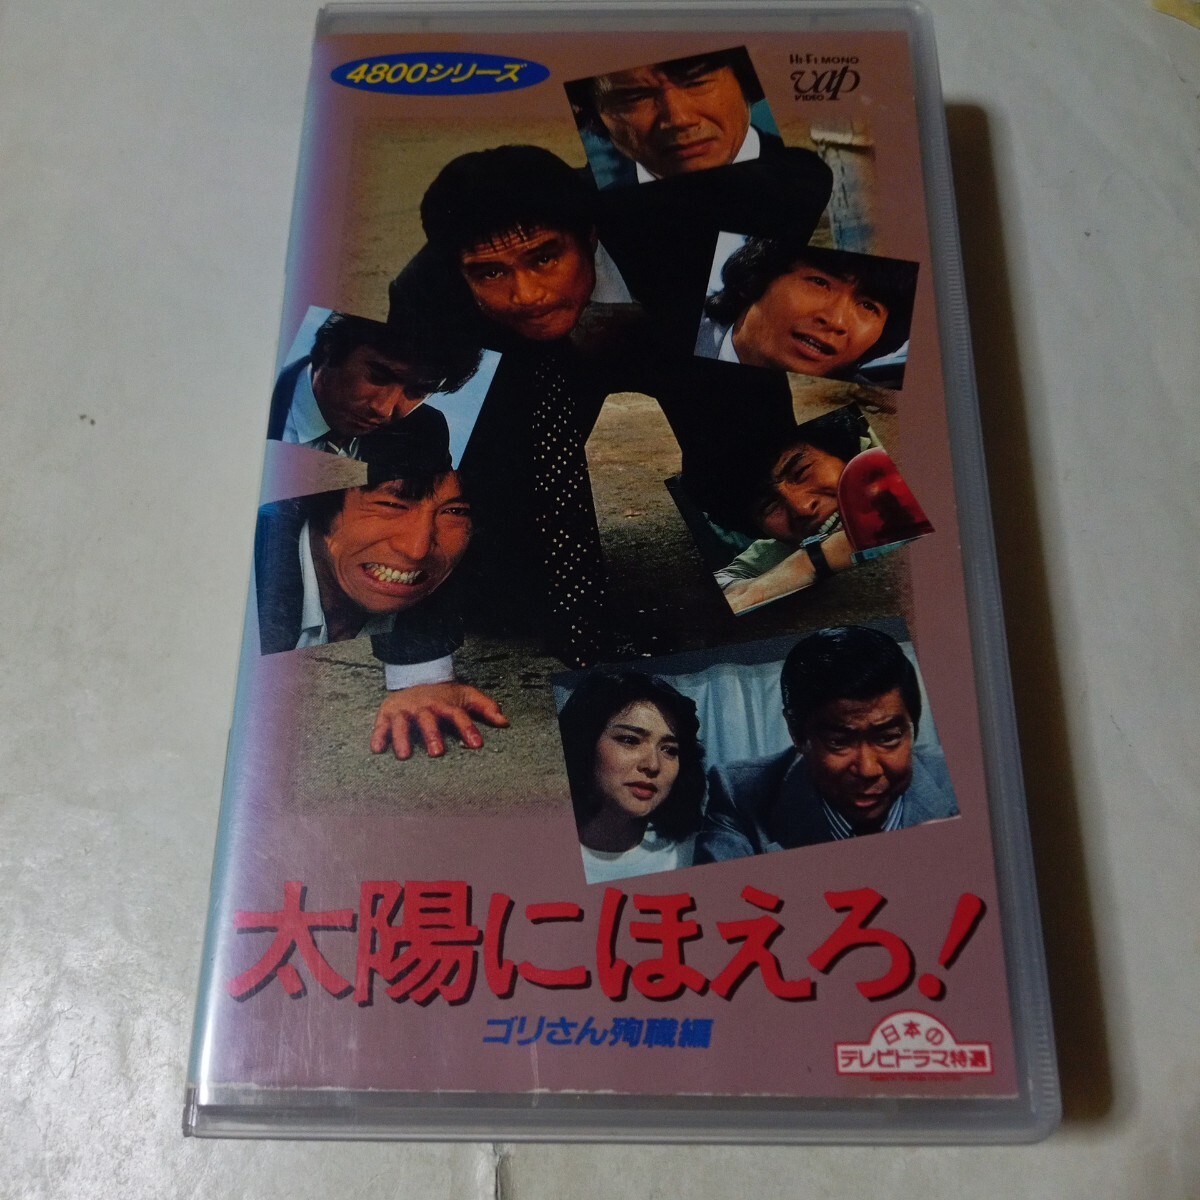 4800シリーズ
Hi-Fi MONO
vap
VIDEO
太陽にほえろ!
ゴリさん殉職編
日本の
テレビドラマ特選